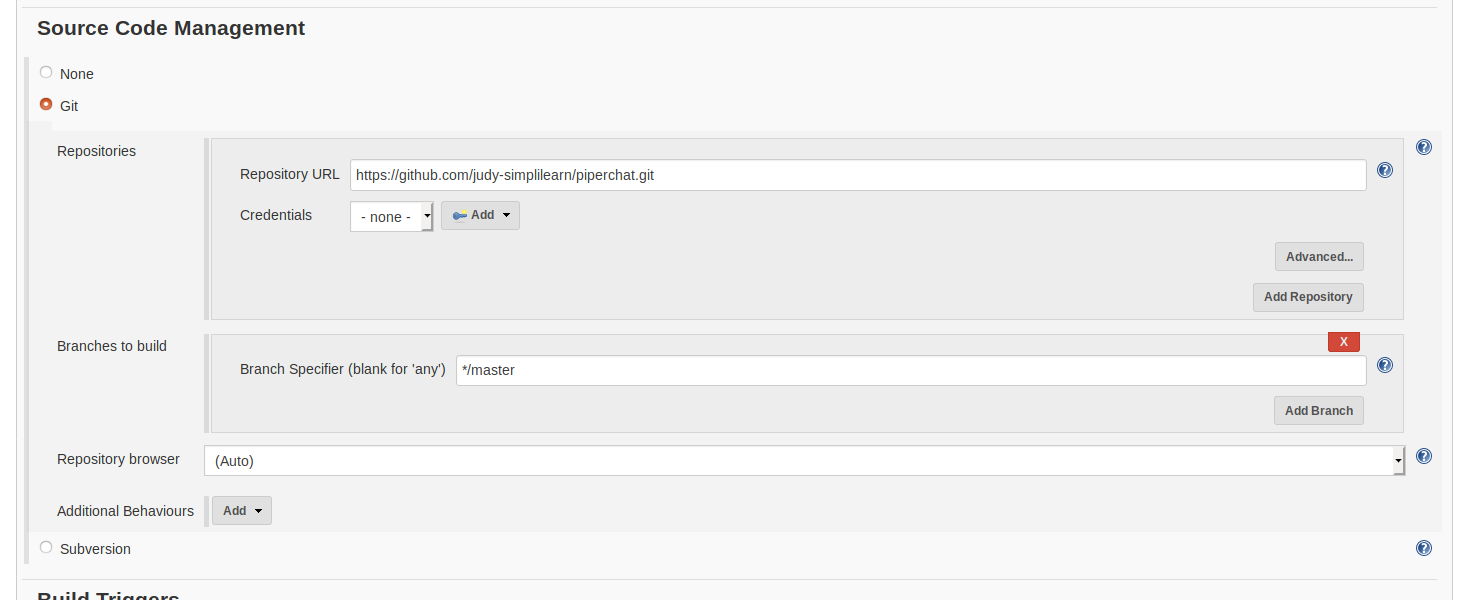 Source Code Management
None
Git
Repositories
Repository URL https://github.com/judy-simplilearn/piperchat.git
Credentials - none - Add
Advanced...
Add Repository
Branches to build
X
Branch Specifier (blank for 'any') */master
Add Branch
Repository browser (Auto)
Additional Behaviours Add
Subversion
Build Triggers